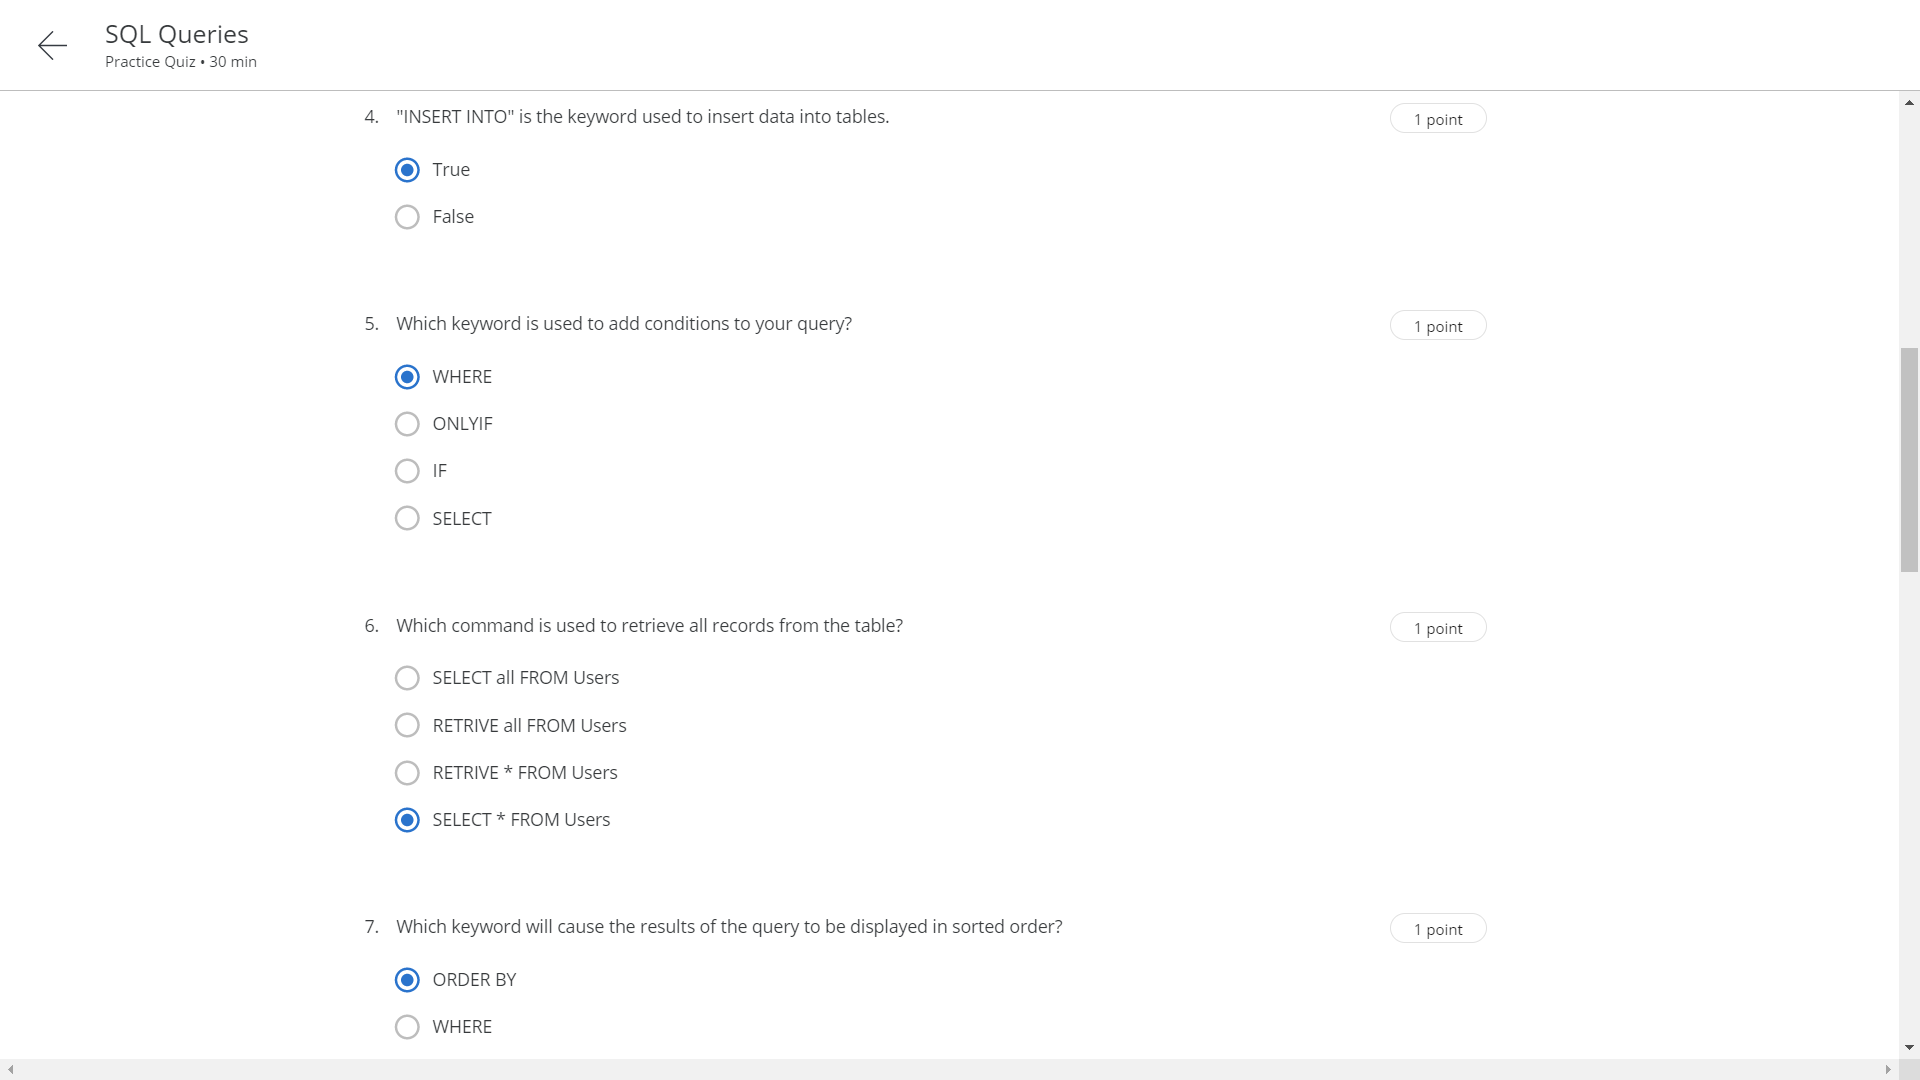 SQL Queries
Practice Quiz • 30 min
4. "INSERT INTO" is the keyword used to insert data into tables.
1 point
True
False
5. Which keyword is used to add conditions to your query?
1 point
WHERE
ONLYIF
IF
SELECT
6. Which command is used to retrieve all records from the table?
1 point
SELECT all FROM Users
RETRIVE all FROM Users
RETRIVE * FROM Users
SELECT * FROM Users
7. Which keyword will cause the results of the query to be displayed in sorted order?
1 point
ORDER BY
WHERE